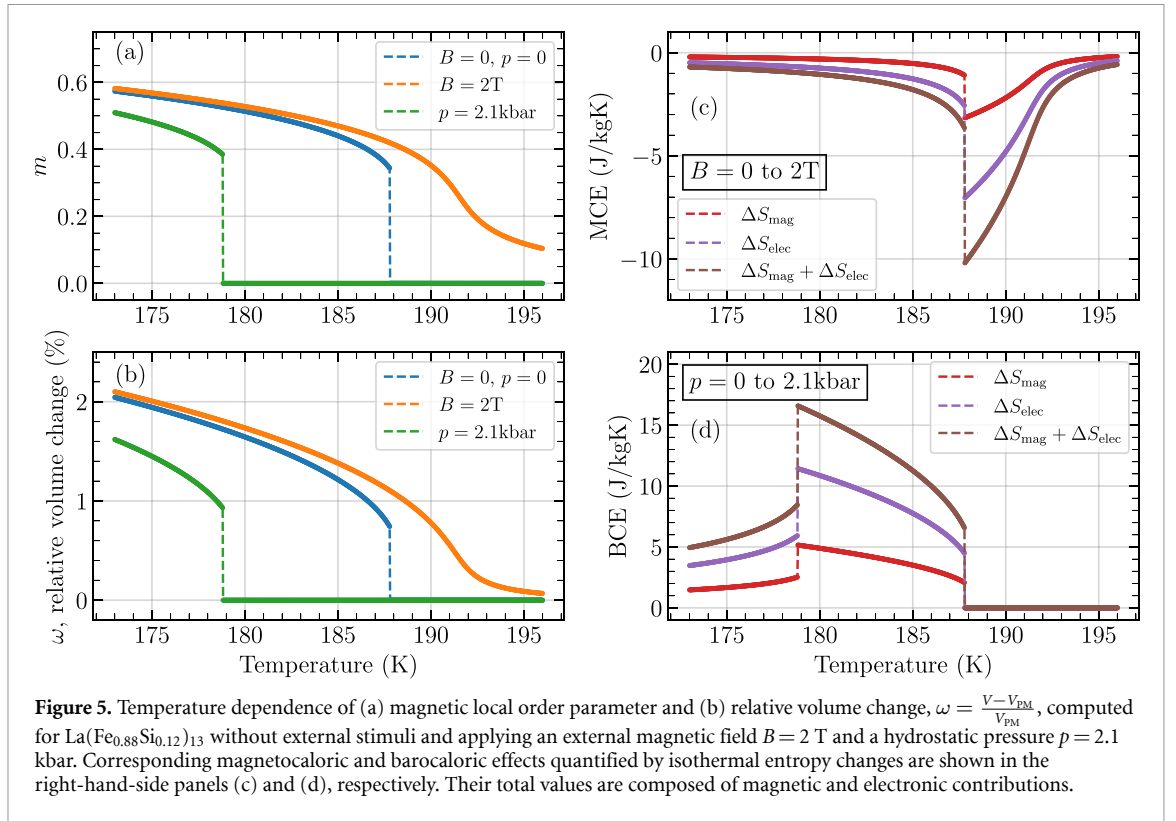 (a)
B = 0, p = 0
B = 2T
p = 2.1kbar
0.6
0.4
0.2
0.0
m
175 180 185 190 195
(b)
B = 0, p = 0
B = 2T
p = 2.1kbar
2
1
0
ω, relative volume change (%)
175 180 185 190 195
Temperature (K)
0
−5
−10
MCE (J/kgK)
(c)
B = 0 to 2T
ΔS_mag
ΔS_elec
ΔS_mag + ΔS_elec
175 180 185 190 195
20
15
10
5
0
BCE (J/kgK)
p = 0 to 2.1kbar
(d)
ΔS_mag
ΔS_elec
ΔS_mag + ΔS_elec
175 180 185 190 195
Temperature (K)
Figure 5. Temperature dependence of (a) magnetic local order parameter and (b) relative volume change, ω = (V−V_PM)/V_PM, computed
for La(Fe₀.₈₈Si₀.₁₂)₁₃ without external stimuli and applying an external magnetic field B = 2 T and a hydrostatic pressure p = 2.1
kbar. Corresponding magnetocaloric and barocaloric effects quantified by isothermal entropy changes are shown in the
right-hand-side panels (c) and (d), respectively. Their total values are composed of magnetic and electronic contributions.